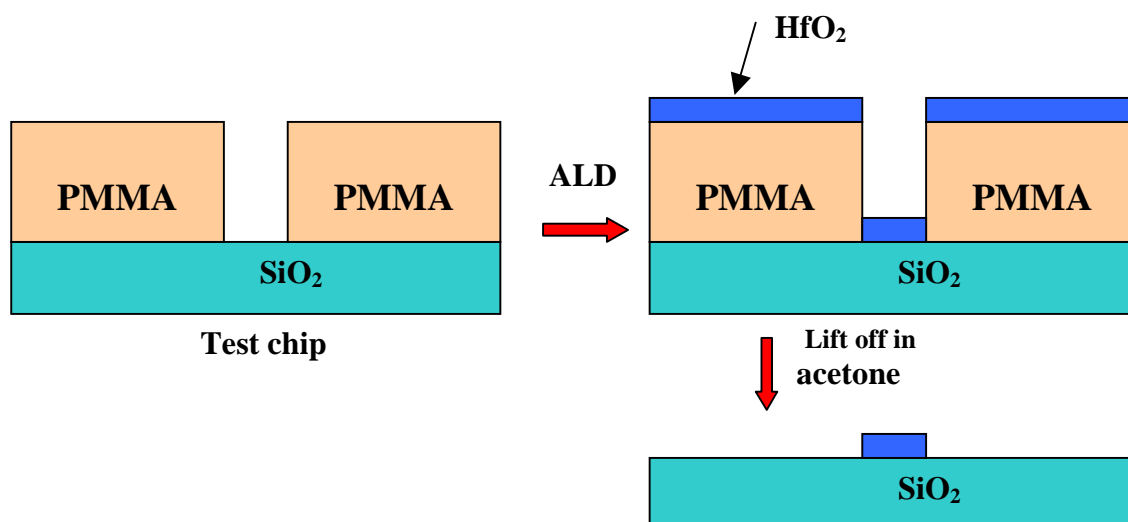 HfO₂
PMMA
PMMA
SiO₂
Test chip
ALD
PMMA
PMMA
SiO₂
Lift off in
acetone
SiO₂